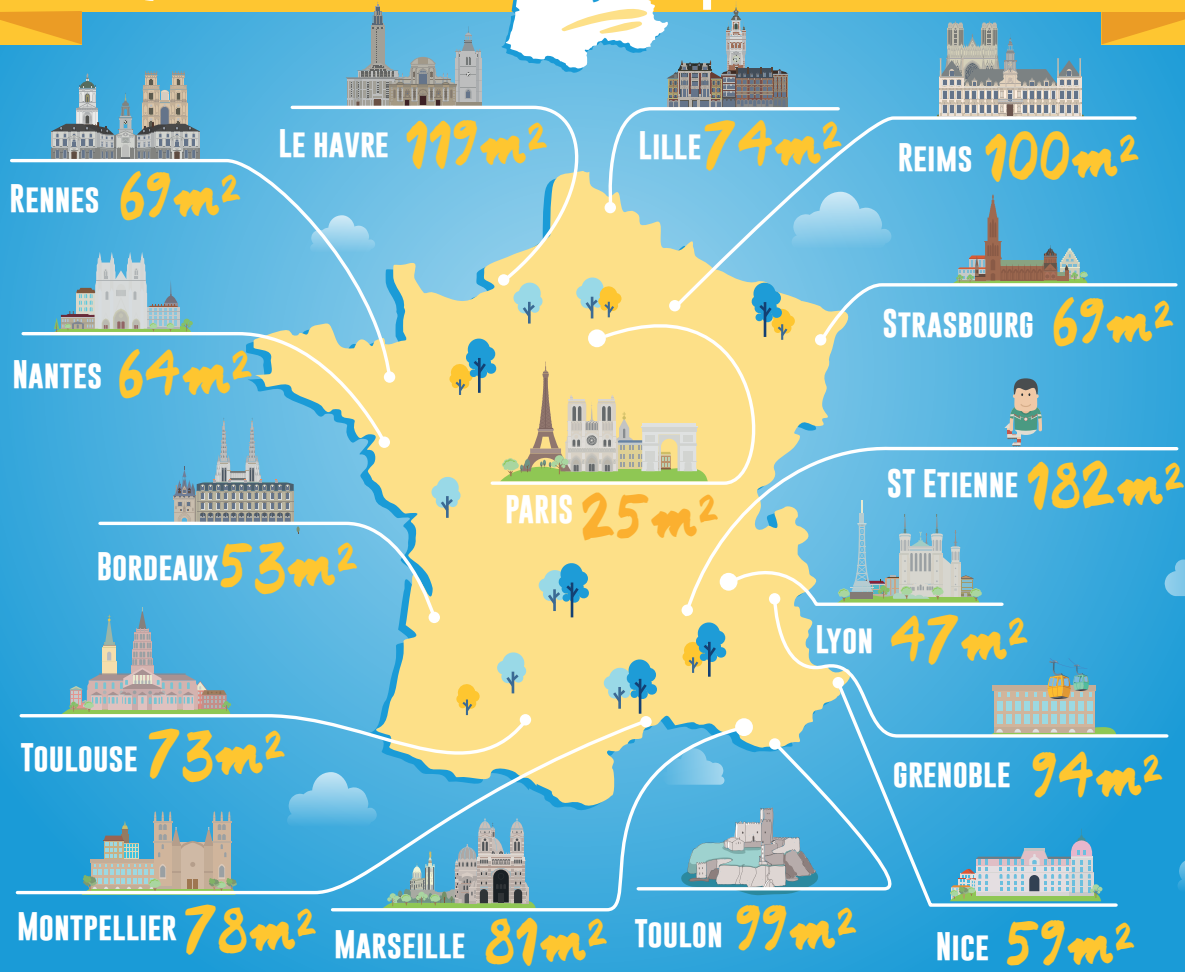 LE HAVRE 119m²
LILLE 74m²
REIMS 100m²
RENNES 69m²
STRASBOURG 69m²
NANTES 64m²
ST ETIENNE 182m²
PARIS 25m²
BORDEAUX 53m²
LYON 47m²
TOULOUSE 73m²
GRENOBLE 94m²
MONTPELLIER 78m²
MARSEILLE 81m²
TOULON 99m²
NICE 59m²